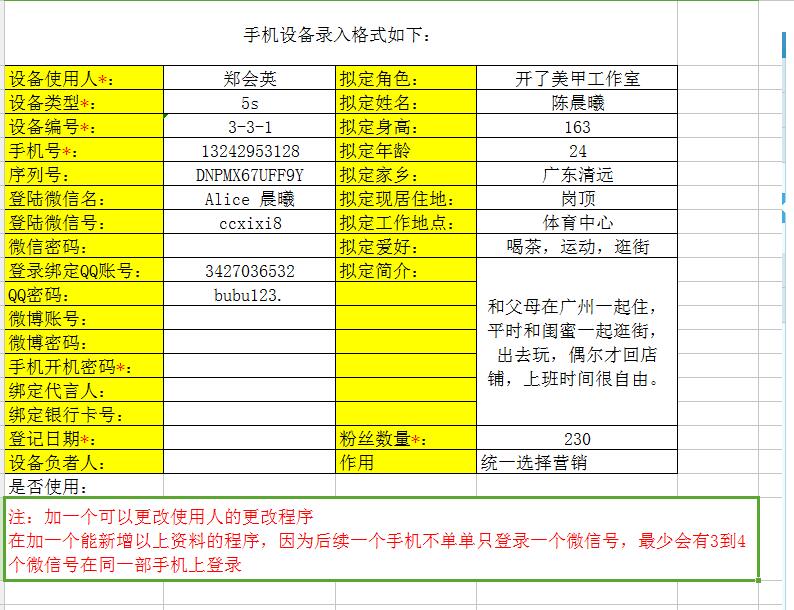 手机设备录入格式如下：
设备使用人*： 郑会英 拟定角色： 开了美甲工作室
设备类型*： 5s 拟定姓名： 陈晨曦
设备编号*： 3-3-1 拟定身高： 163
手机号*： 13242953128 拟定年龄 24
序列号： DNPMX67UFF9Y 拟定家乡： 广东清远
登陆微信名： Alice 晨曦 拟定现居住地： 岗顶
登陆微信号： ccxixi8 拟定工作地点： 体育中心
微信密码： 拟定爱好： 喝茶，运动，逛街
登录绑定QQ账号： 3427036532 拟定简介：
QQ密码： bubu123.
和父母在广州一起住，
平时和闺蜜一起逛街，
出去玩，偶尔才回店
铺，上班时间很自由。
微博账号：
微博密码：
手机开机密码*：
绑定代言人：
绑定银行卡号：
登记日期*： 粉丝数量*： 230
设备负者人： 作用 统一选择营销
是否使用：
注：加一个可以更改使用人的更改程序
在加一个能新增以上资料的程序，因为后续一个手机不单单只登录一个微信号，最少会有3到4
个微信号在同一部手机上登录